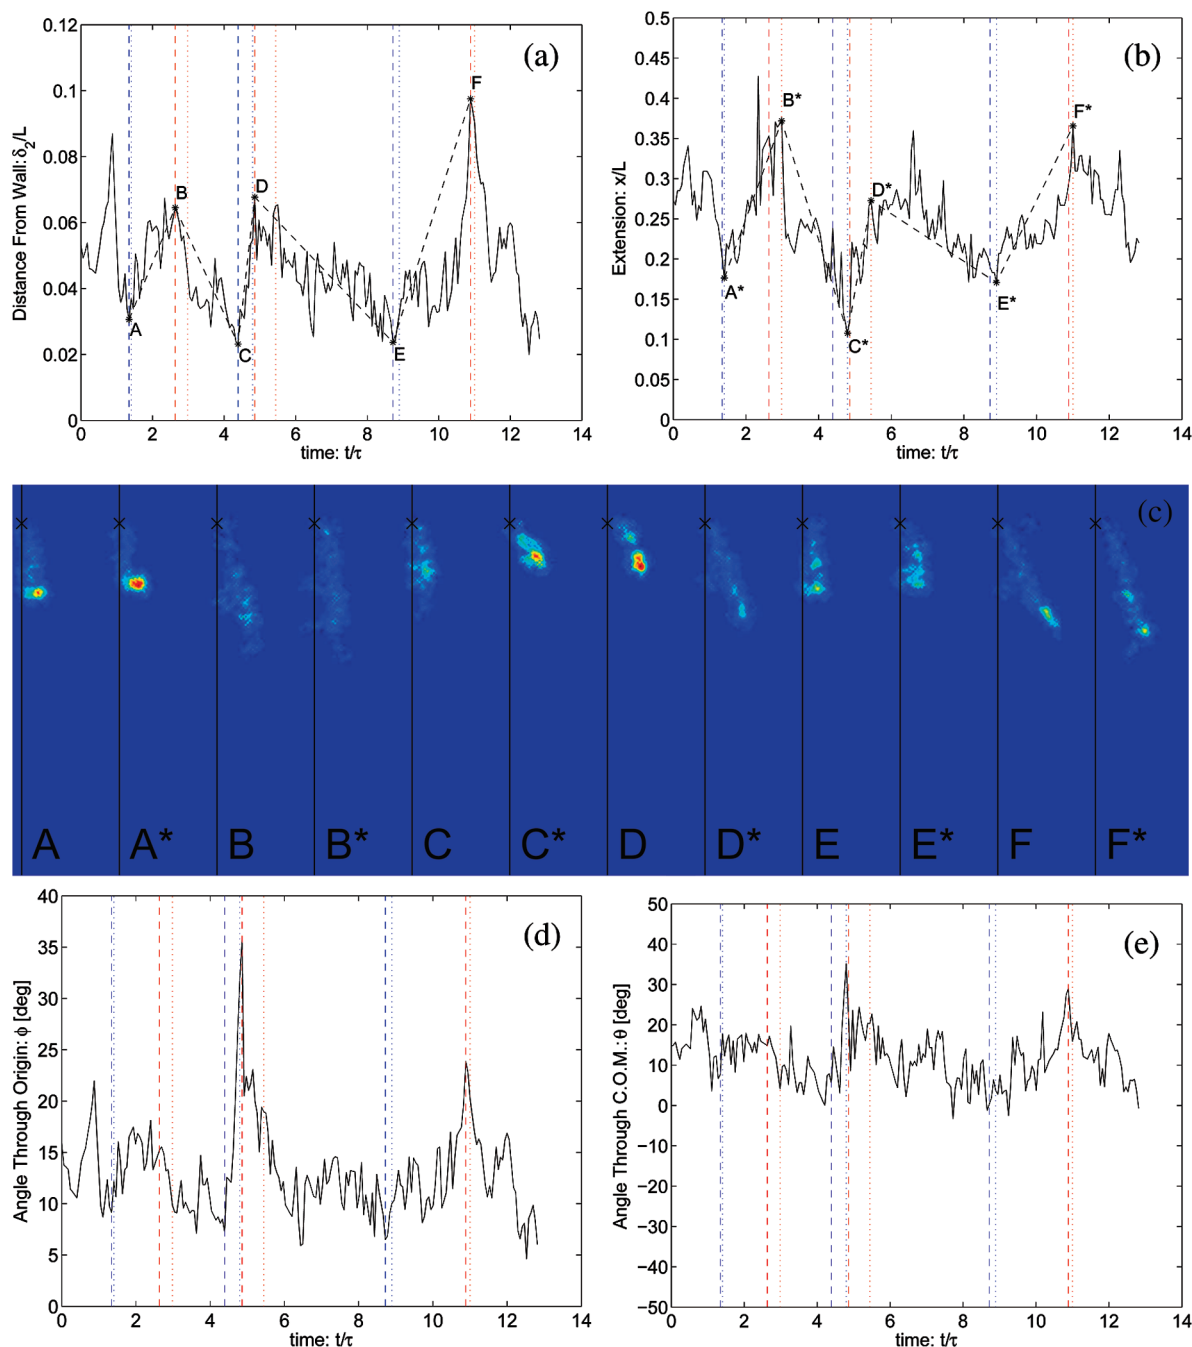 (a)
Distance From Wall: δ2/L
0.12
0.1
0.08
0.06
0.04
0.02
0
A
B
C
D
E
F
0 2 4 6 8 10 12 14
time: t/τ
(b)
Extension: x/L
0.5
0.45
0.4
0.35
0.3
0.25
0.2
0.15
0.1
0.05
0
A*
B*
C*
D*
E*
F*
0 2 4 6 8 10 12 14
time: t/τ
(c)
A A* B B* C C* D D* E E* F F*
(d)
Angle Through Origin: ϕ [deg]
40
35
30
25
20
15
10
5
0
0 2 4 6 8 10 12 14
time: t/τ
(e)
Angle Through C.O.M.: θ [deg]
50
40
30
20
10
0
−10
−20
−30
−40
−50
0 2 4 6 8 10 12 14
time: t/τ